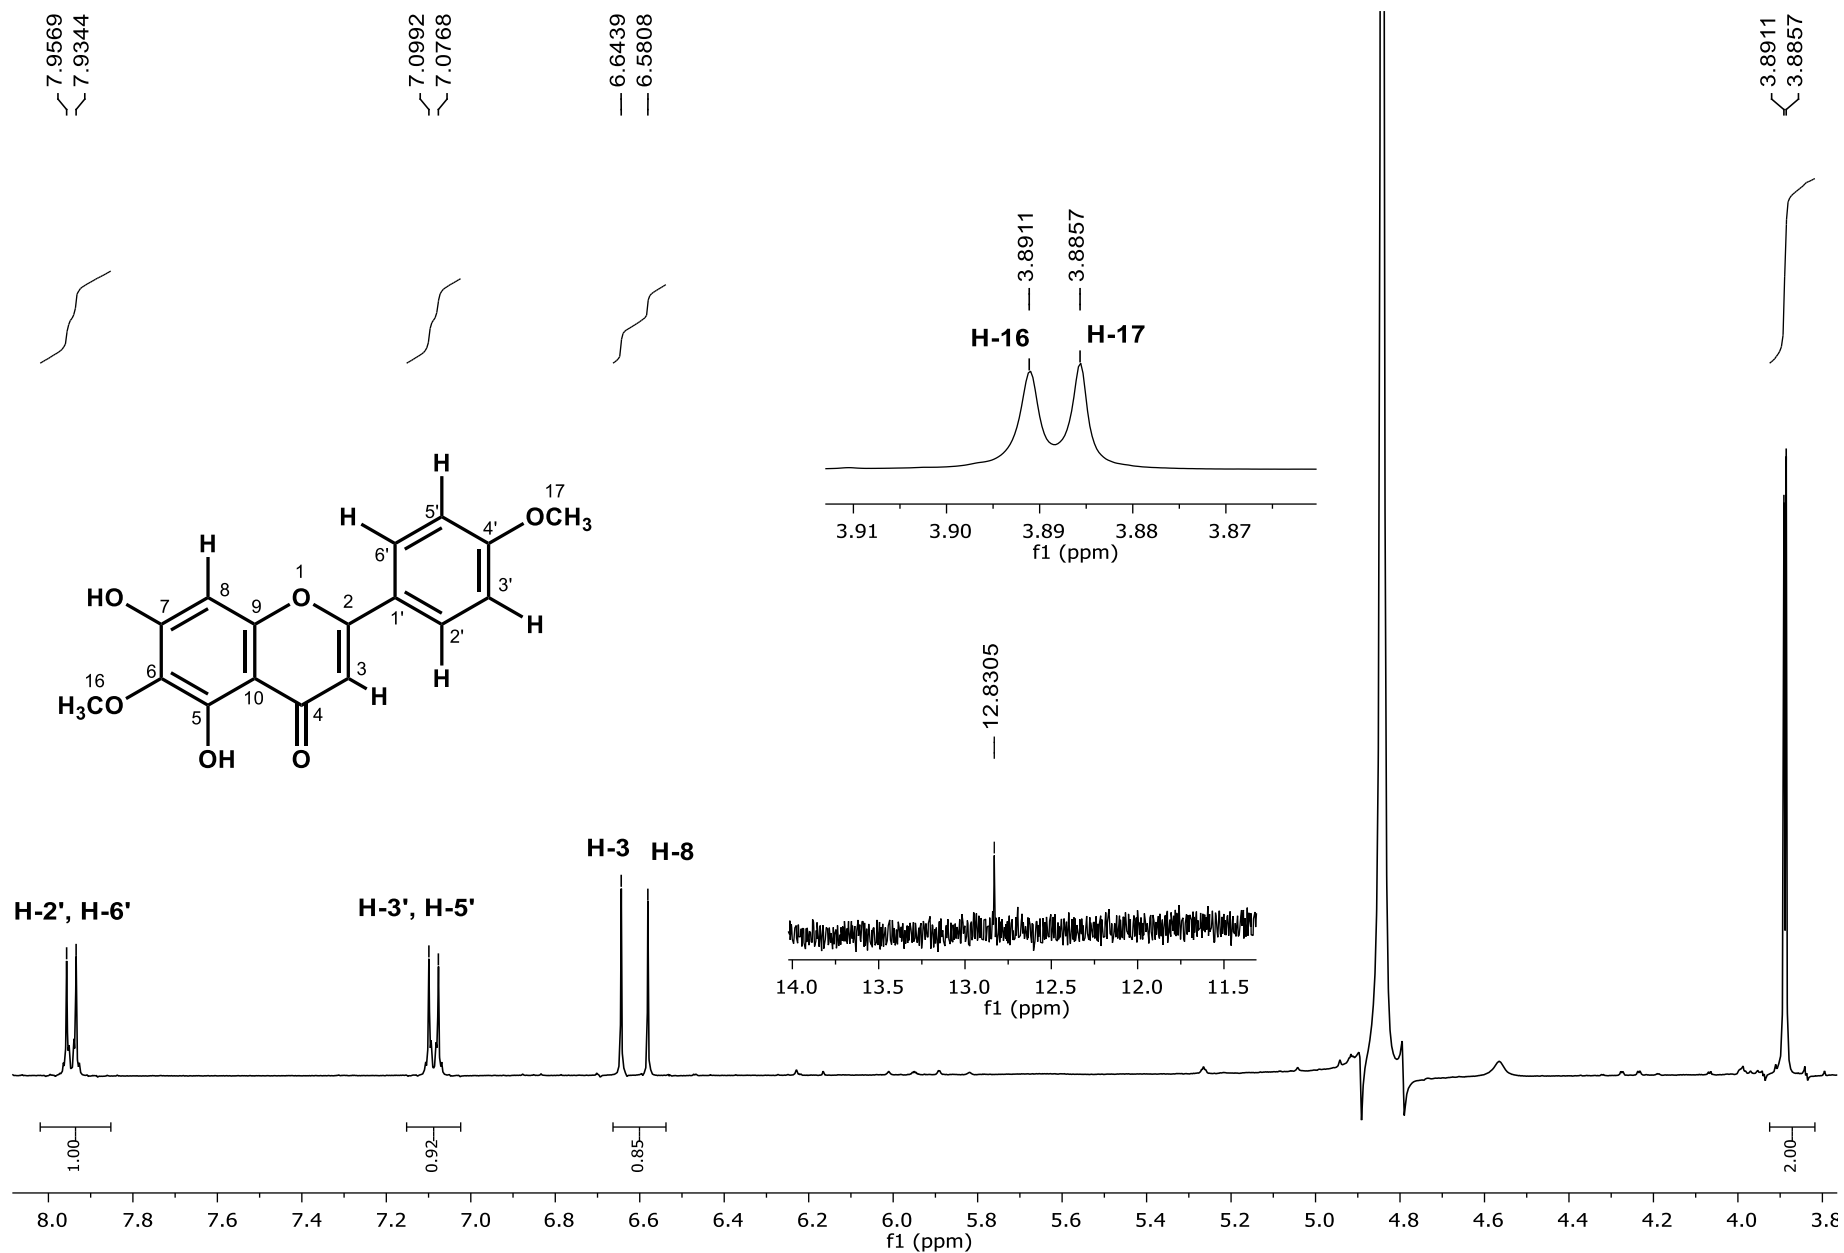 7.9569
7.9344
7.0992
7.0768
6.6439
6.5808
3.8911
3.8857
3.8911
3.8857
H-16
H-17
3.91 3.90 3.89 3.88 3.87
f1 (ppm)
H
17
H
5'
4'
OCH3
6'
H
3'
8
1
HO
7
9
O
2
1'
2'
H
6
3
H
16
H3CO
10
H
5
4
OH
O
12.8305
14.0 13.5 13.0 12.5 12.0 11.5
f1 (ppm)
H-3
H-8
H-2', H-6'
H-3', H-5'
1.00
0.92
0.85
2.00
8.0 7.8 7.6 7.4 7.2 7.0 6.8 6.6 6.4 6.2 6.0 5.8 5.6 5.4 5.2 5.0 4.8 4.6 4.4 4.2 4.0 3.8
f1 (ppm)